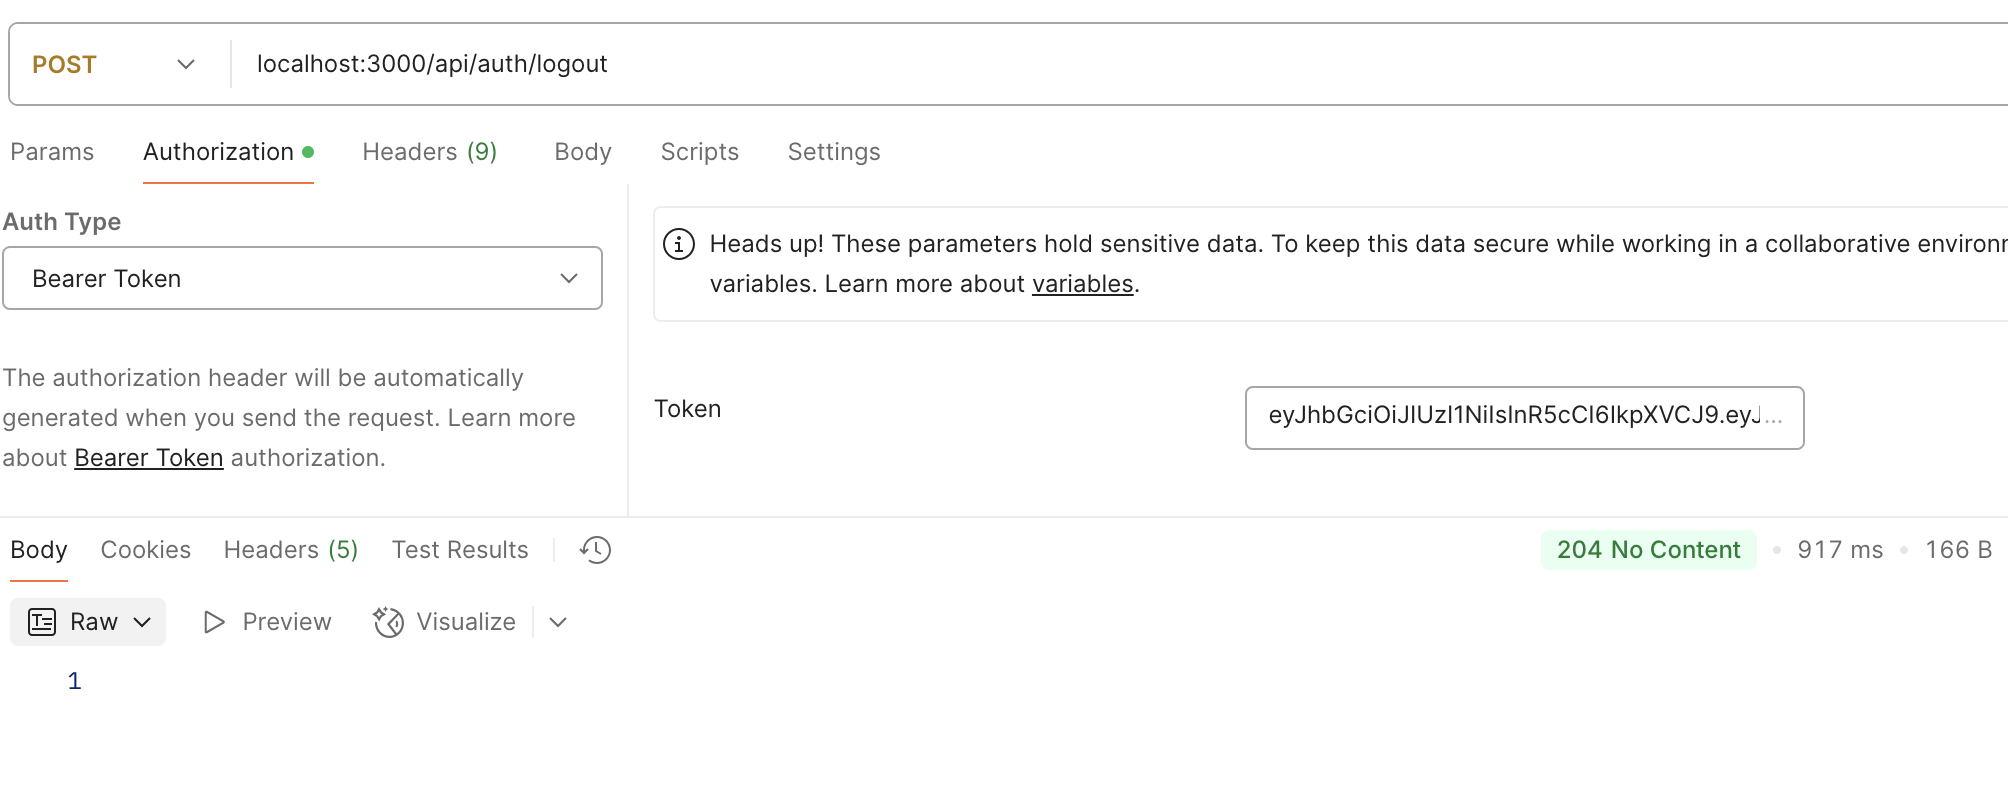 POST localhost:3000/api/auth/logout
Params Authorization Headers (9) Body Scripts Settings
Auth Type
Bearer Token
The authorization header will be automatically
generated when you send the request. Learn more
about Bearer Token authorization.
Heads up! These parameters hold sensitive data. To keep this data secure while working in a collaborative
variables. Learn more about variables.
Token eyJhbGciOiJIUzI1NiIsInR5cCI6IkpXVCJ9.eyJ...
Body Cookies Headers (5) Test Results 204 No Content • 917 ms • 166 B
Raw Preview Visualize
1